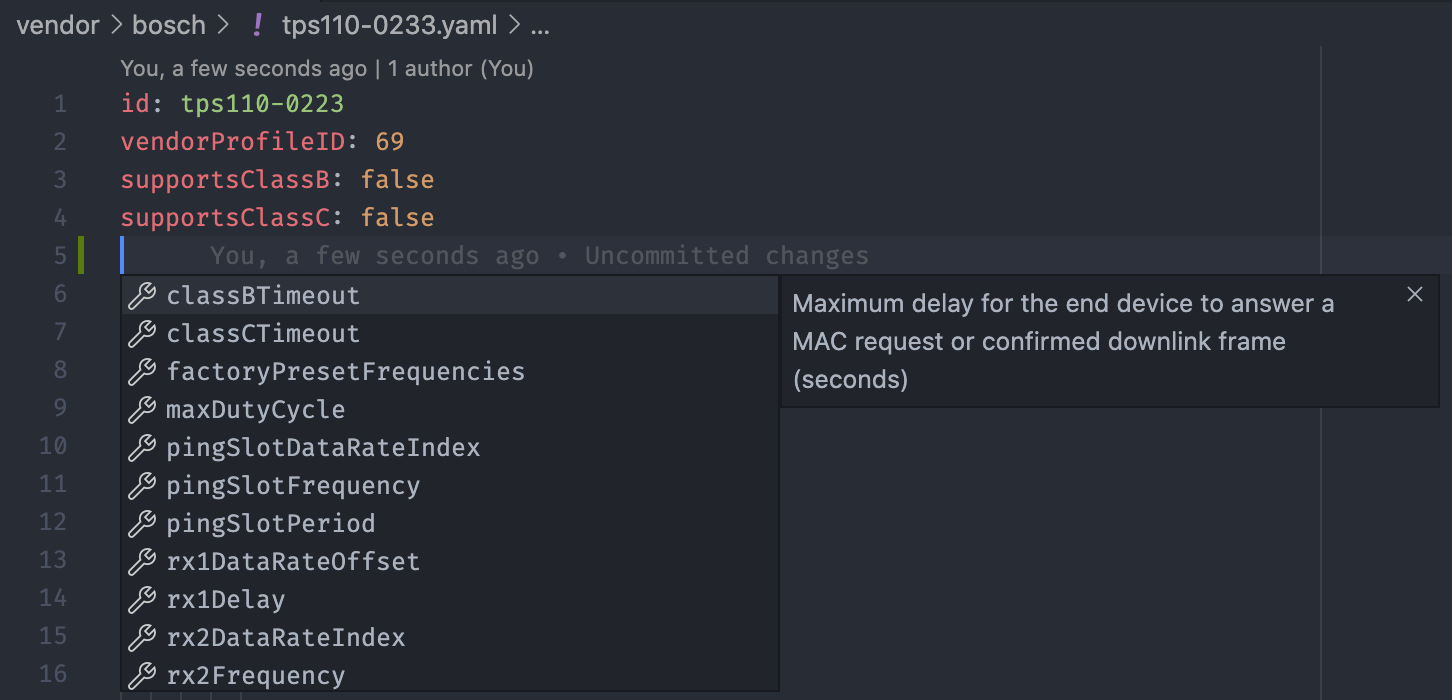 vendor > bosch > ! tps110-0233.yaml > ...
You, a few seconds ago | 1 author (You)
1 id: tps110-0223
2 vendorProfileID: 69
3 supportsClassB: false
4 supportsClassC: false
5 You, a few seconds ago • Uncommitted changes
6 classBTimeout
7 classCTimeout
8 factoryPresetFrequencies
9 maxDutyCycle
10 pingSlotDataRateIndex
11 pingSlotFrequency
12 pingSlotPeriod
13 rx1DataRateOffset
14 rx1Delay
15 rx2DataRateIndex
16 rx2Frequency
Maximum delay for the end device to answer a
MAC request or confirmed downlink frame
(seconds)